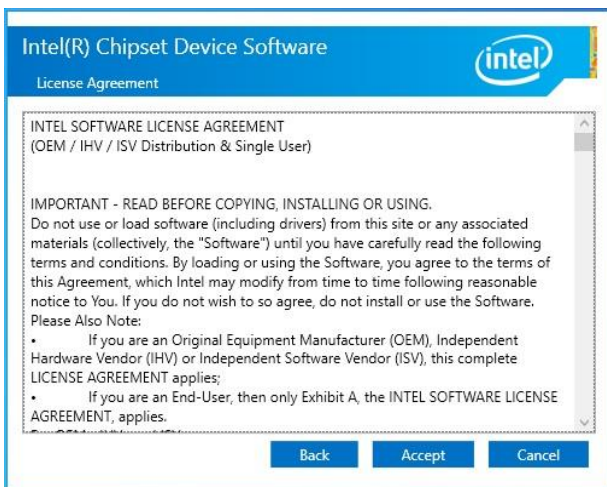 Intel(R) Chipset Device Software
intel
License Agreement
INTEL SOFTWARE LICENSE AGREEMENT
(OEM / IHV / ISV Distribution & Single User)
IMPORTANT - READ BEFORE COPYING, INSTALLING OR USING.
Do not use or load software (including drivers) from this site or any associated
materials (collectively, the "Software") until you have carefully read the following
terms and conditions. By loading or using the Software, you agree to the terms of
this Agreement, which Intel may modify from time to time following reasonable
notice to You. If you do not wish to so agree, do not install or use the Software.
Please Also Note:
• If you are an Original Equipment Manufacturer (OEM), Independent
Hardware Vendor (IHV) or Independent Software Vendor (ISV), this complete
LICENSE AGREEMENT applies;
• If you are an End-User, then only Exhibit A, the INTEL SOFTWARE LICENSE
AGREEMENT, applies.
Back Accept Cancel